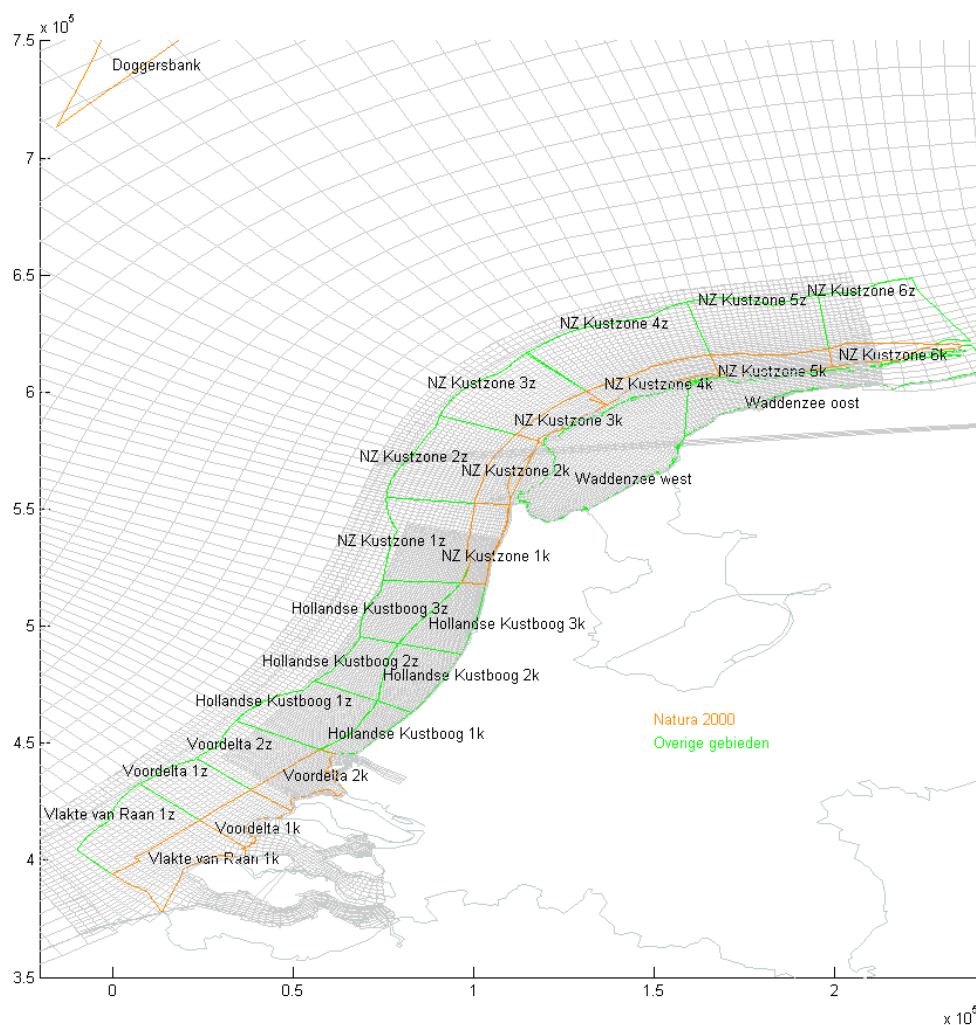 x 10⁵
7.5
Doggersbank
7
6.5
NZ Kustzone 6z
NZ Kustzone 5z
NZ Kustzone 4z
NZ Kustzone 6k
NZ Kustzone 5k
NZ Kustzone 3z
NZ Kustzone 4k
6
Waddenzee oost
NZ Kustzone 3k
NZ Kustzone 2z
NZ Kustzone 2k
Waddenzee west
5.5
NZ Kustzone 1z
NZ Kustzone 1k
Hollandse Kustboog 3z
Hollandse Kustboog 3k
5
Hollandse Kustboog 2z
Hollandse Kustboog 2k
Hollandse Kustboog 1z
Natura 2000
Hollandse Kustboog 1k
Voordelta 2z
Overige gebieden
4.5
Voordelta 1z
Voordelta 2k
Vlakte van Raan 1z
Voordelta 1k
Vlakte van Raan 1k
4
3.5
0 0.5 1 1.5 2
x 10⁵